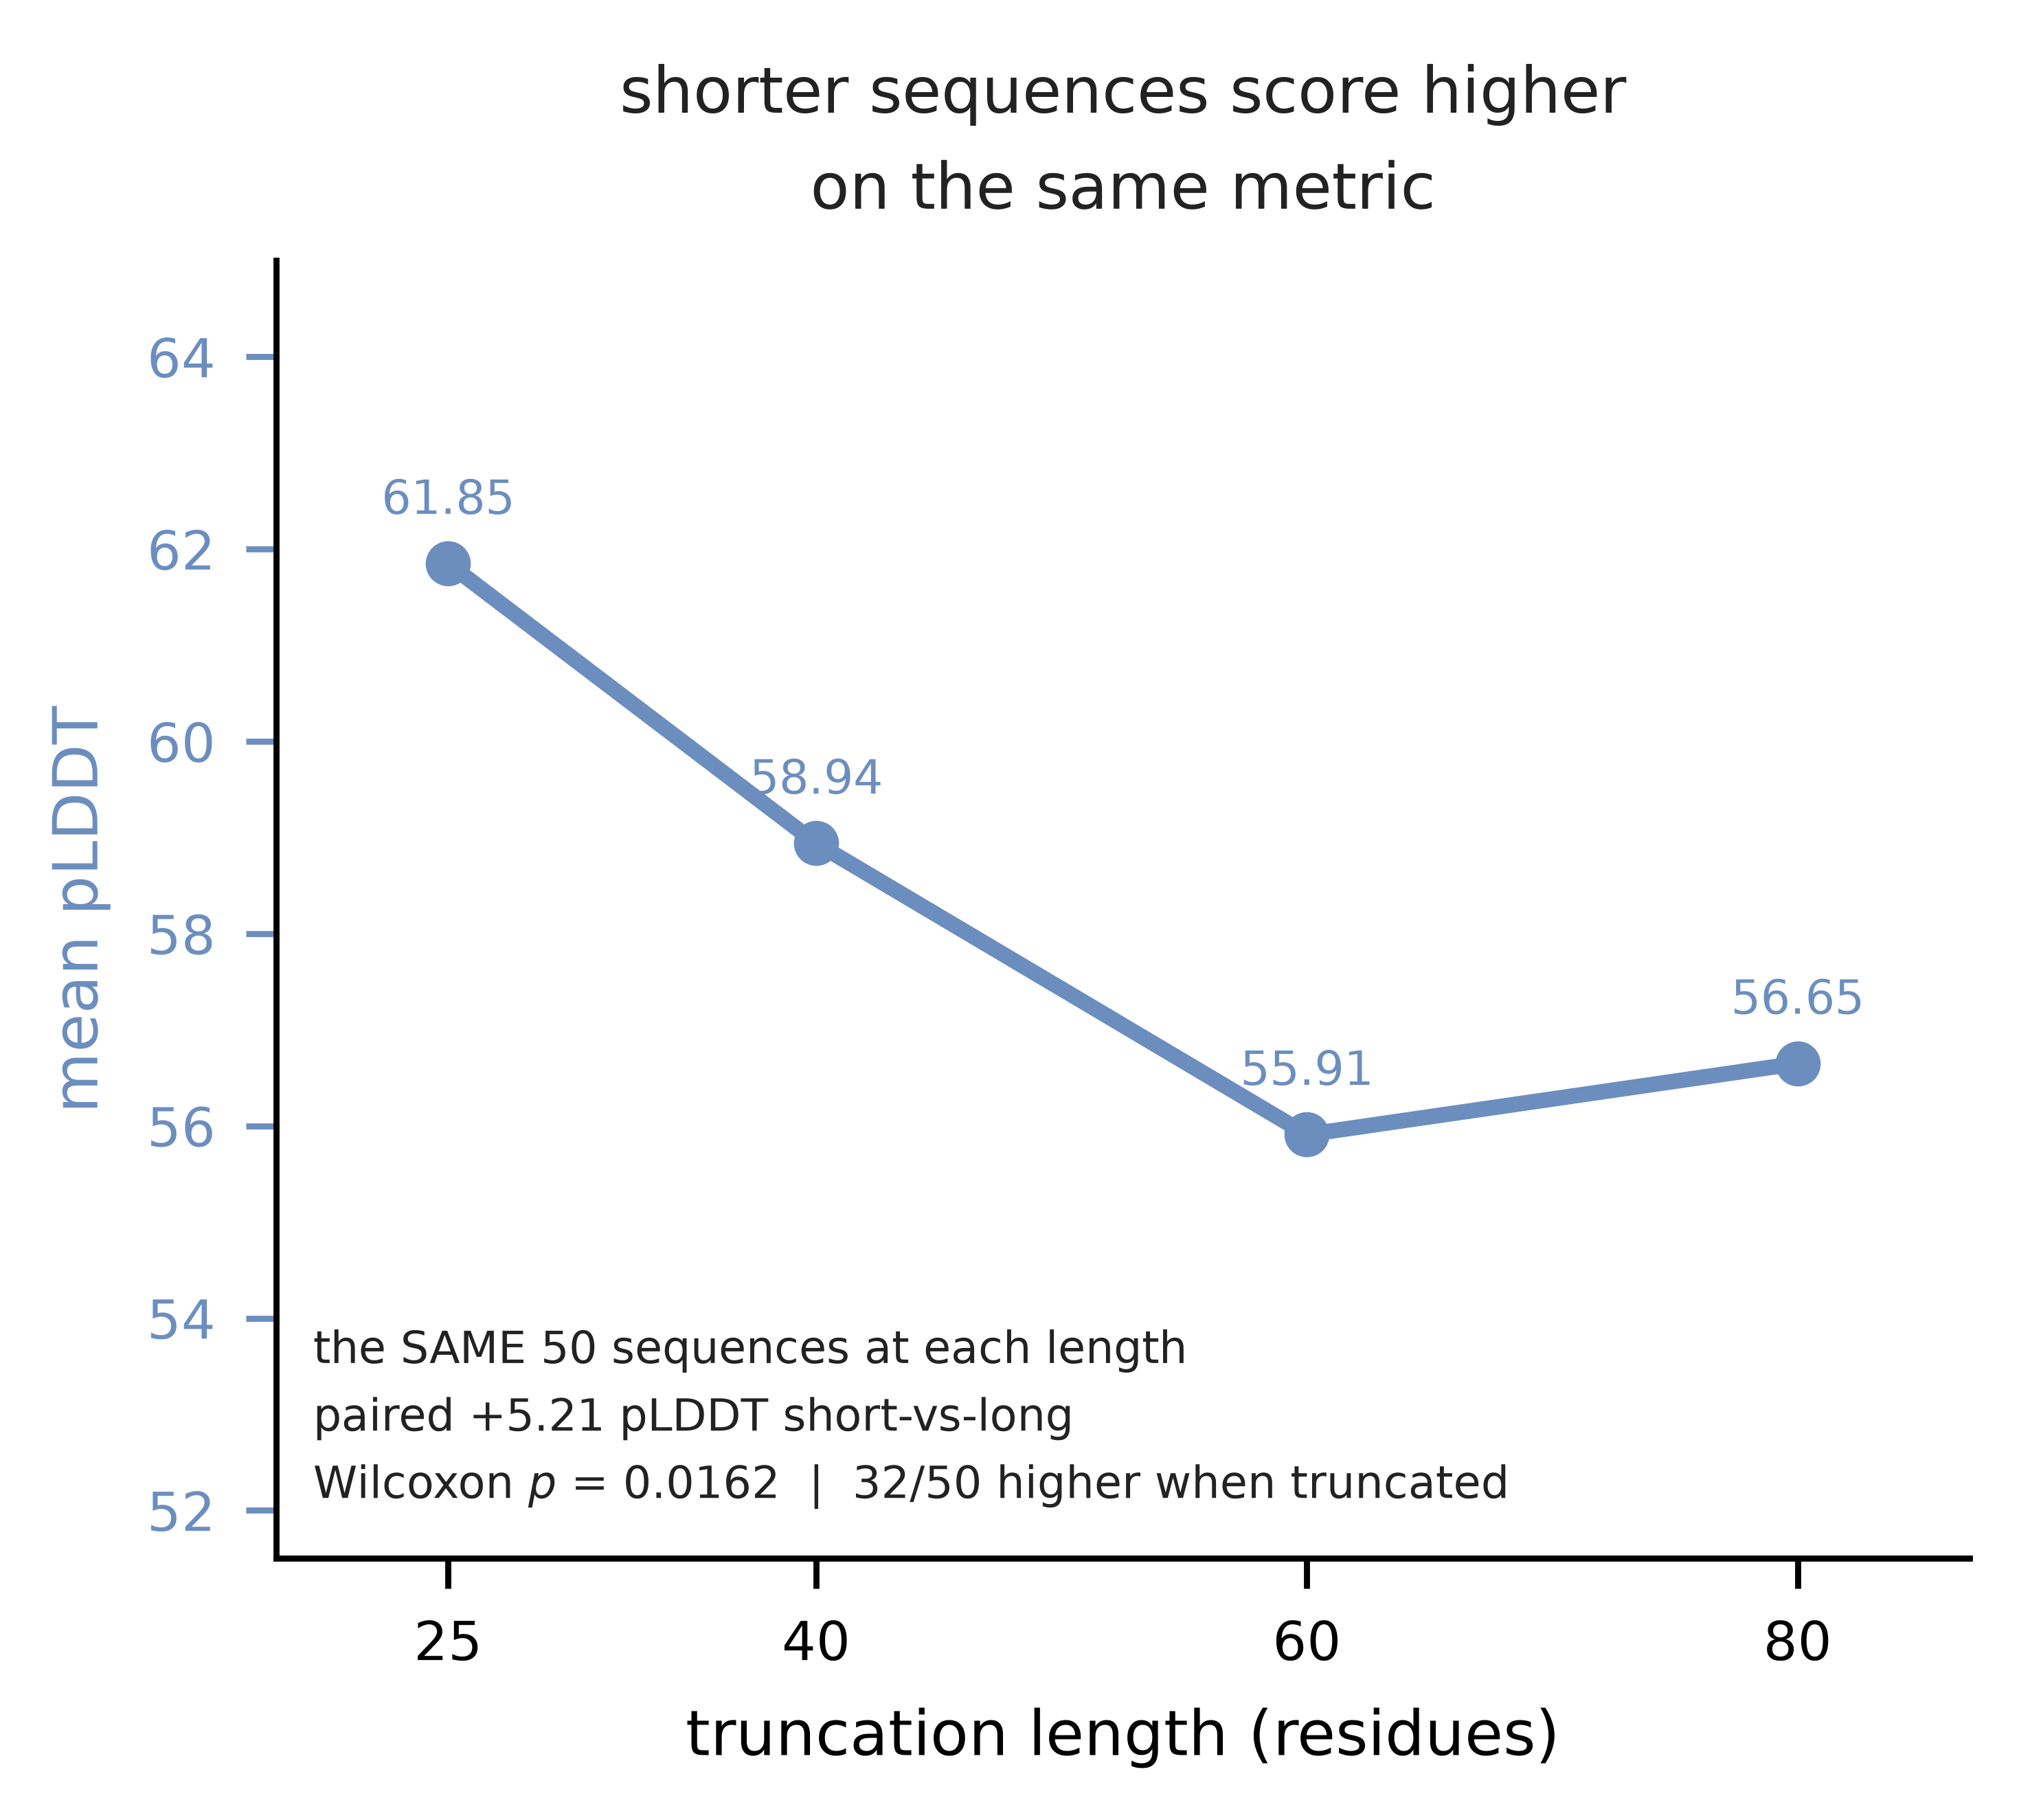 shorter sequences score higher
on the same metric
64
61.85
62
58.94
60
mean pLDDT
58
56.65
55.91
56
54
the SAME 50 sequences at each length
paired +5.21 pLDDT short-vs-long
Wilcoxon p = 0.0162 | 32/50 higher when truncated
52
25 40 60 80
truncation length (residues)